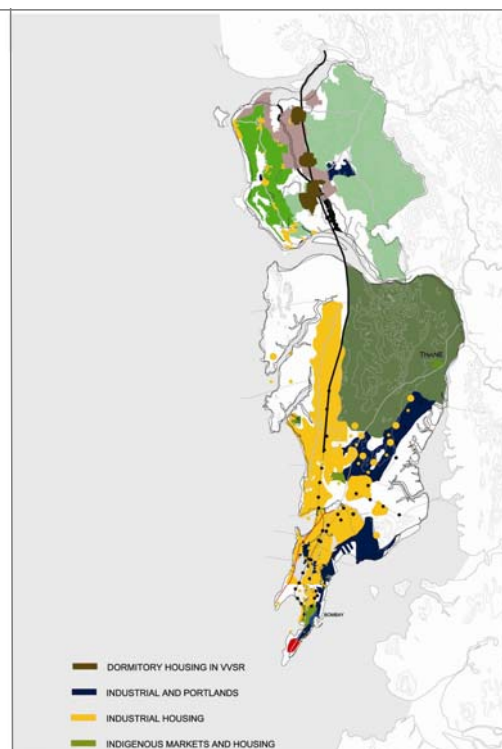 THANE
BOMBAY
DORMITORY HOUSING IN VVSR
INDUSTRIAL AND PORTLANDS
INDUSTRIAL HOUSING
INDIGENOUS MARKETS AND HOUSING